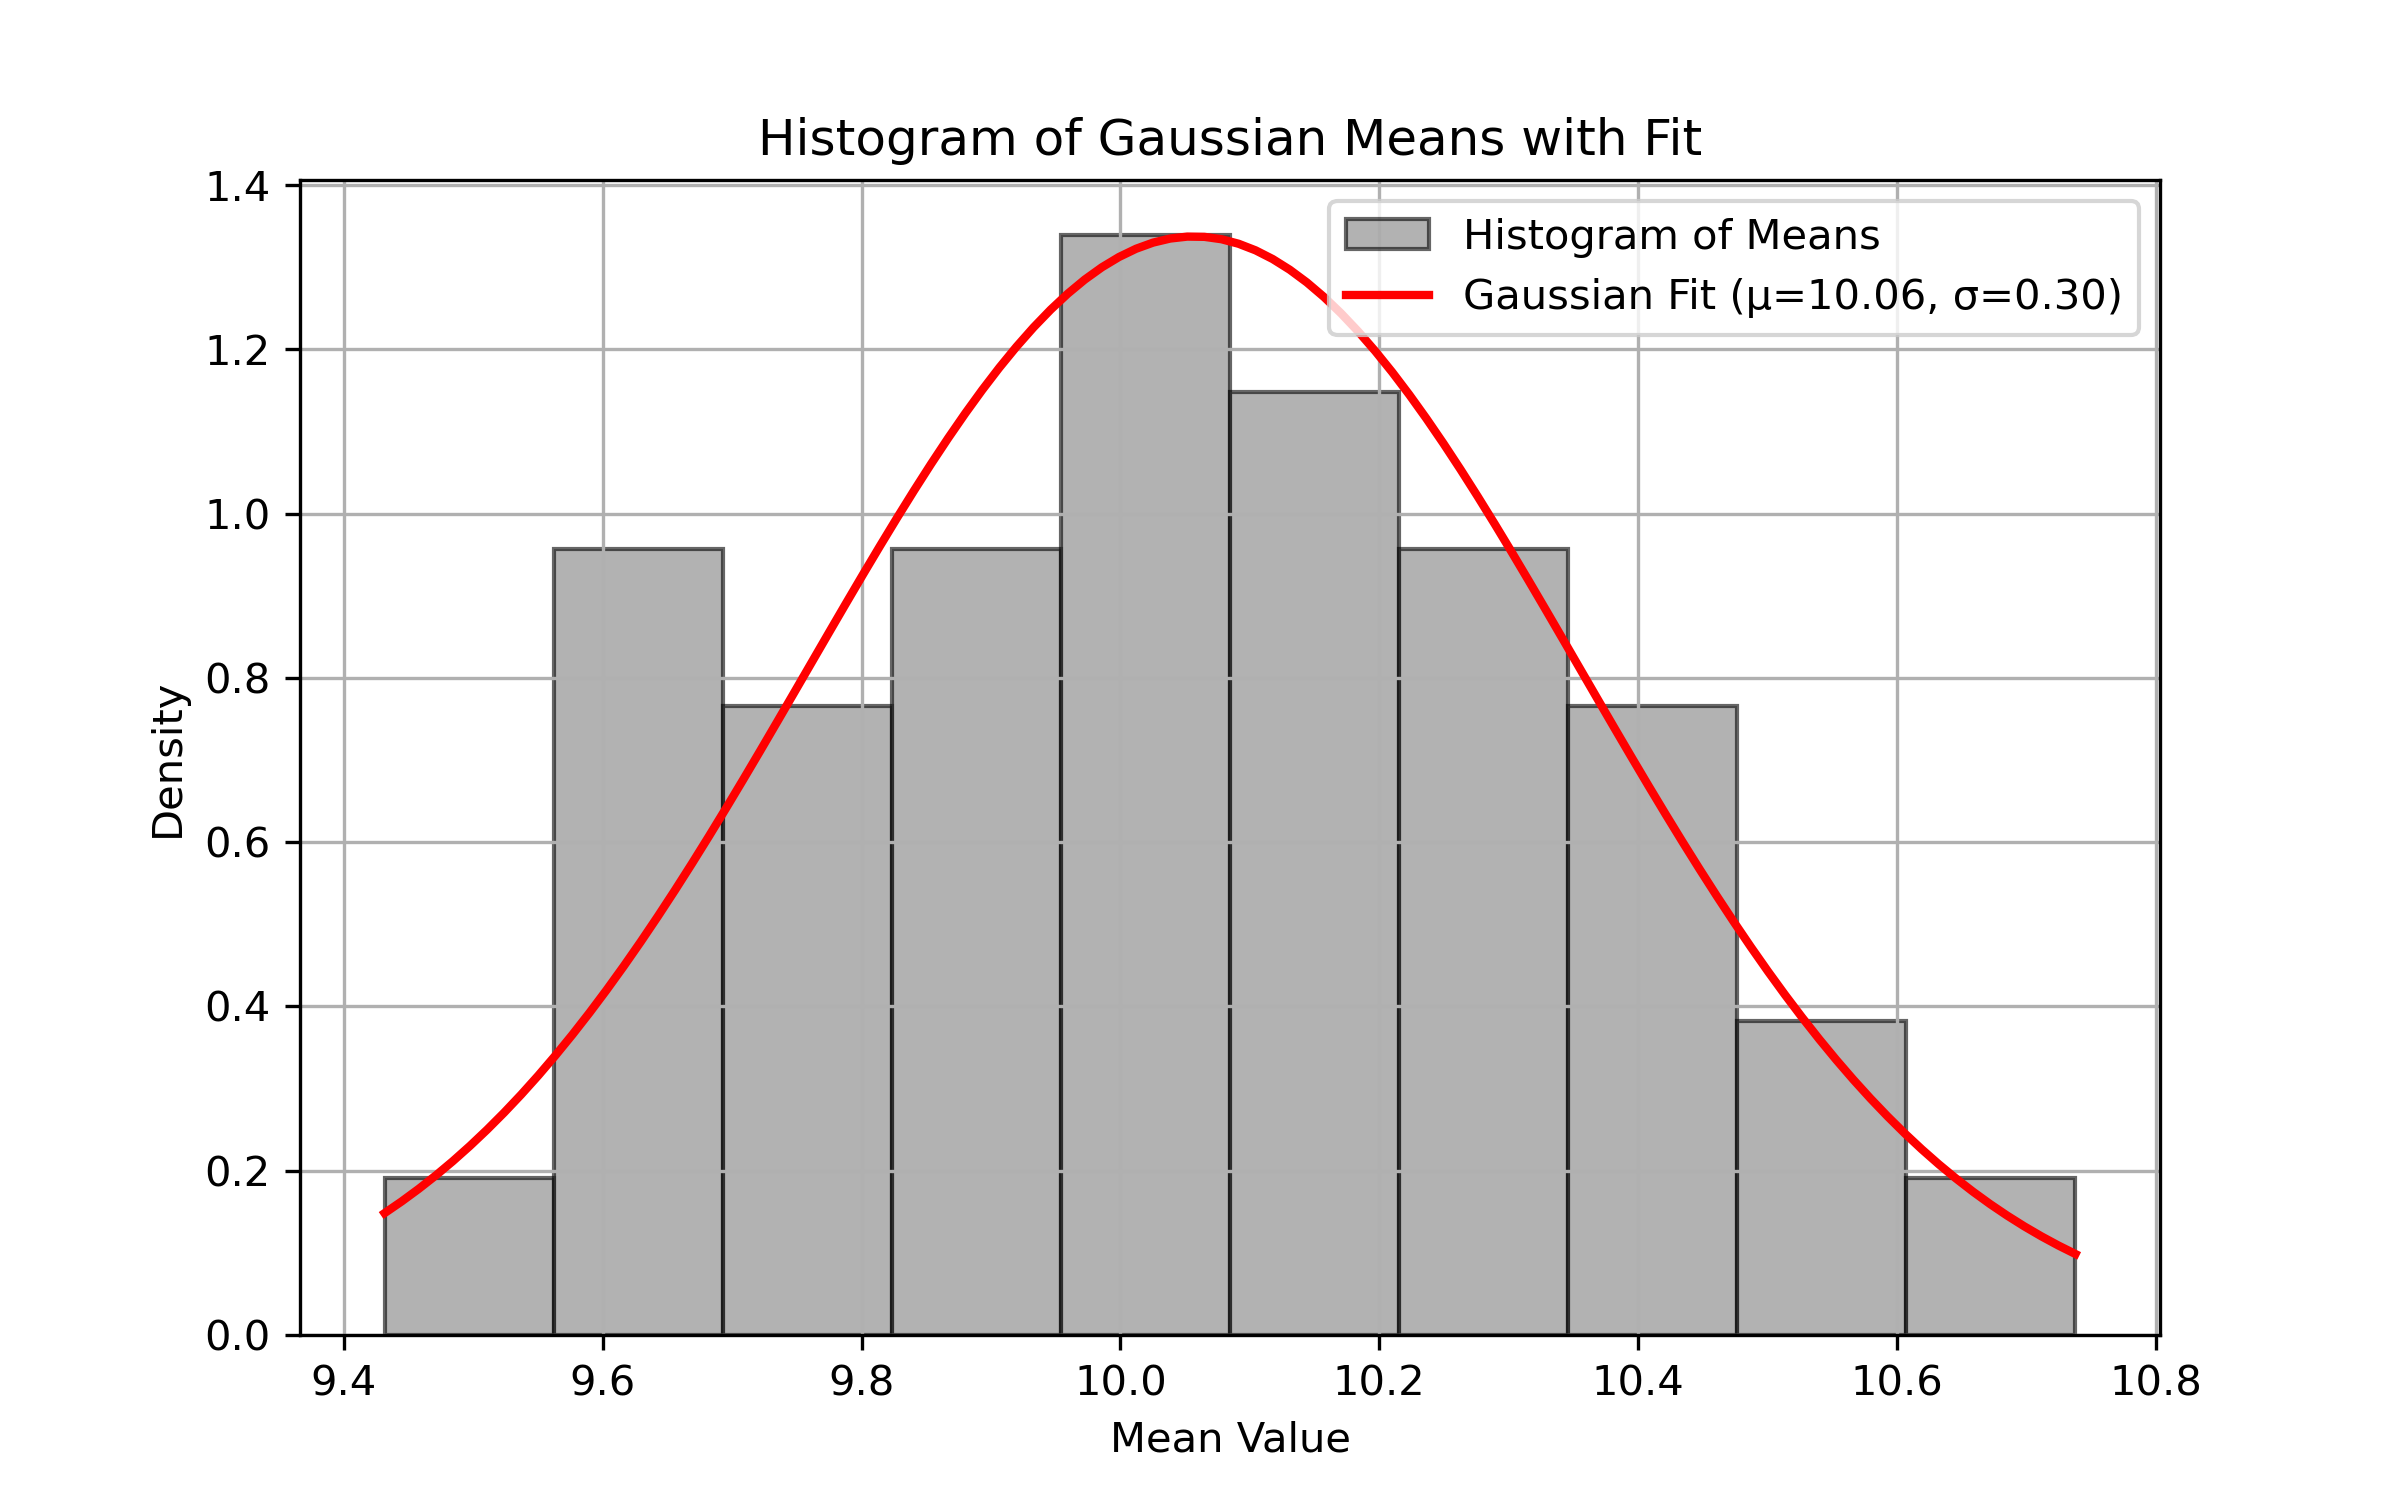 Histogram of Gaussian Means with Fit
1.4
1.2
1.0
0.8
0.6
0.4
0.2
0.0
Density
Histogram of Means
Gaussian Fit (μ=10.06, σ=0.30)
9.4 9.6 9.8 10.0 10.2 10.4 10.6 10.8
Mean Value